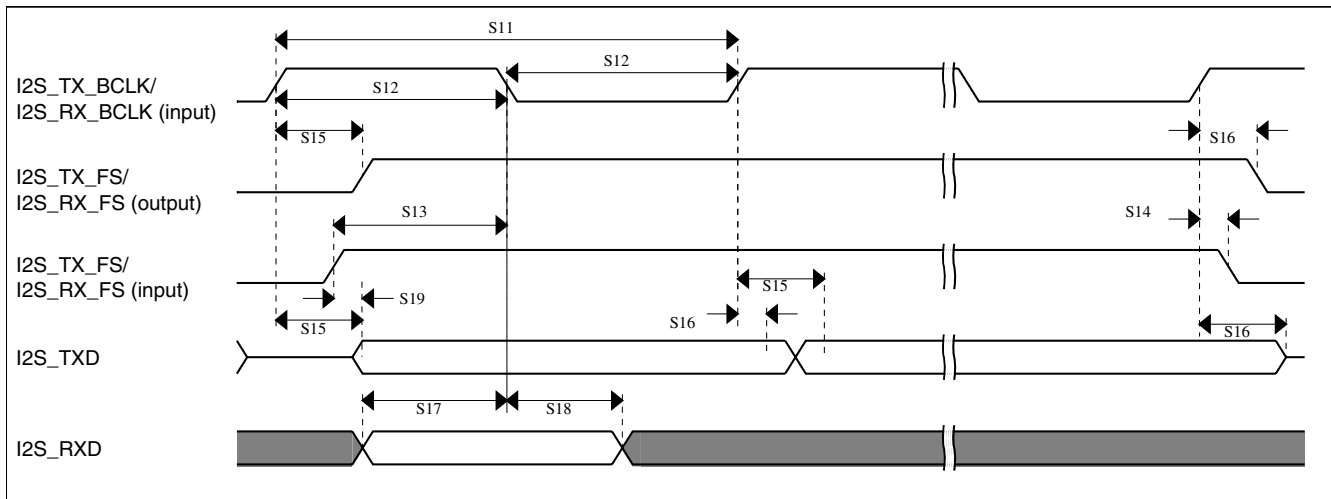 S11
I2S_TX_BCLK/
I2S_RX_BCLK (input)
S12
S12
S15
S16
I2S_TX_FS/
I2S_RX_FS (output)
S13
S14
I2S_TX_FS/
I2S_RX_FS (input)
S15
S19
S16
S15
S16
I2S_TXD
S17
S18
I2S_RXD